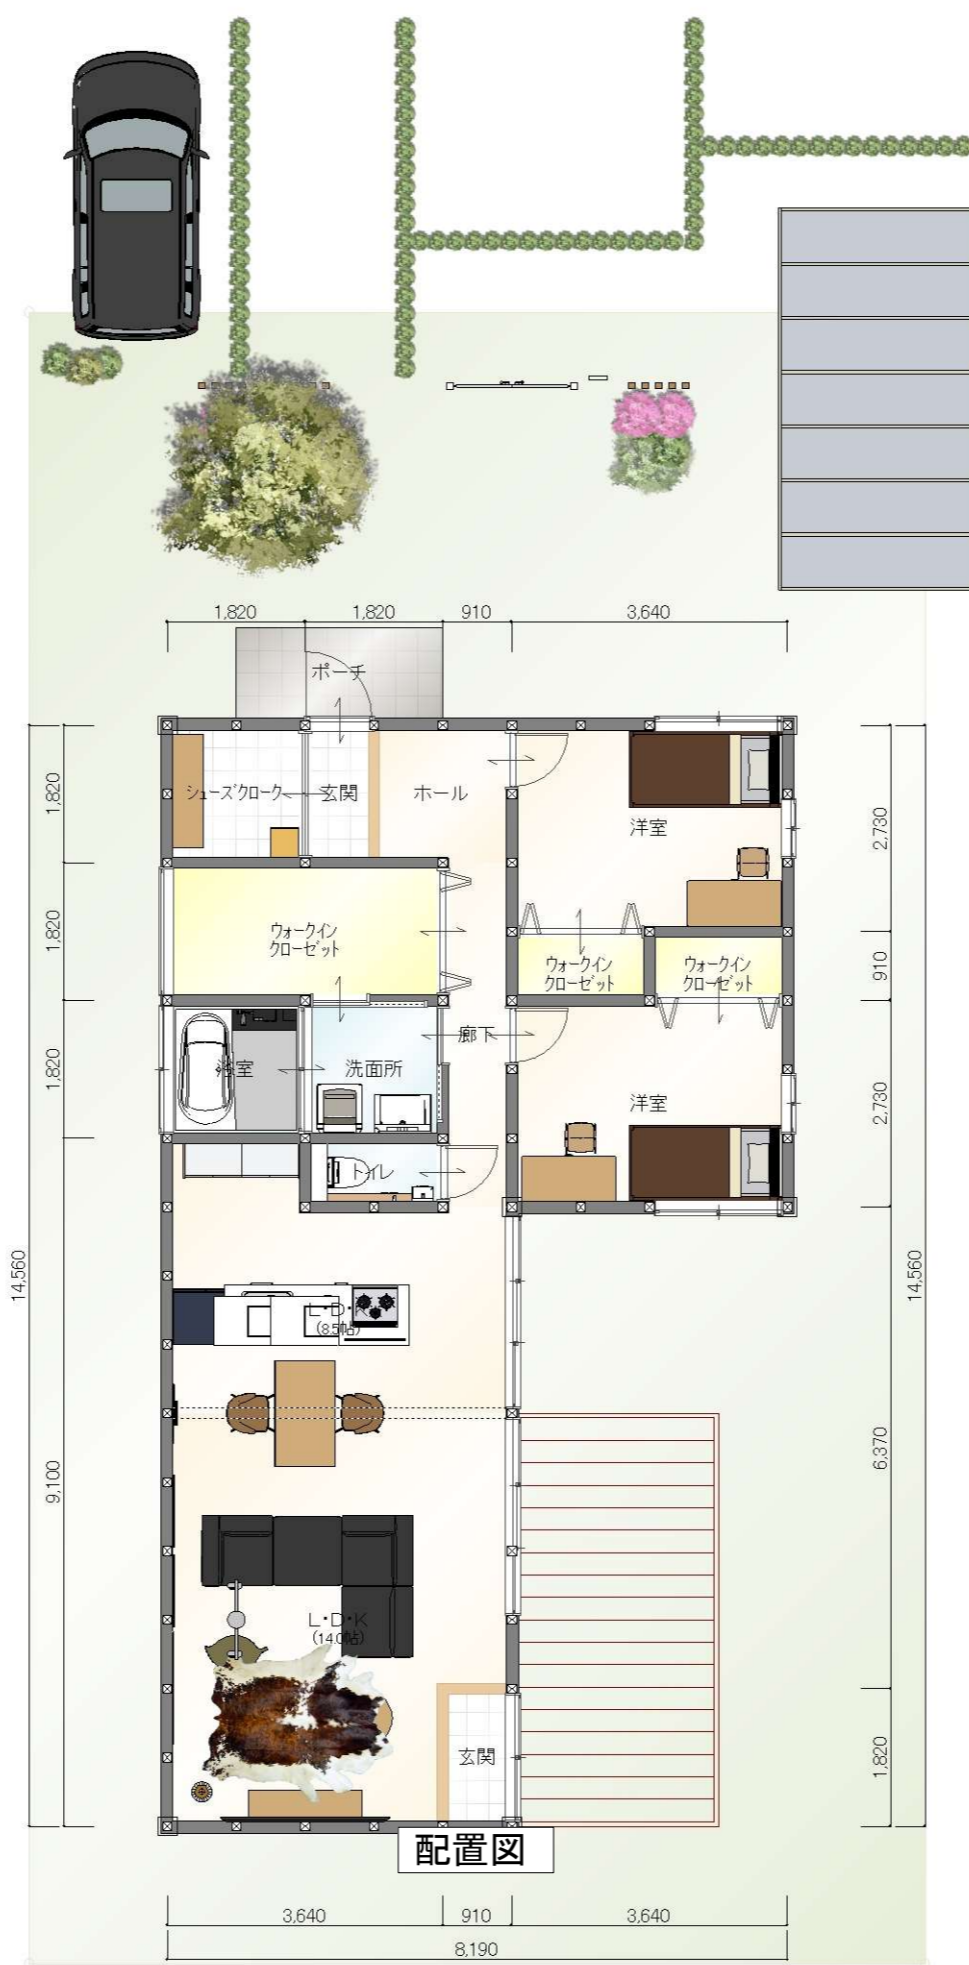 1,820
1,820
910
3,640
ポーチ
1,820
シューズクローク
玄関
ホール
洋室
2,730
1,820
ウォークイン
クローゼット
ウォークイン
クローゼット
ウォークイン
クローゼット
910
1,820
浴室
洗面所
廊下
洋室
2,730
トイレ
14,560
14,560
L・D・K
(8.5帖)
9,100
6,370
L・D・K
(14.0帖)
玄関
1,820
配置図
3,640
910
3,640
8,190